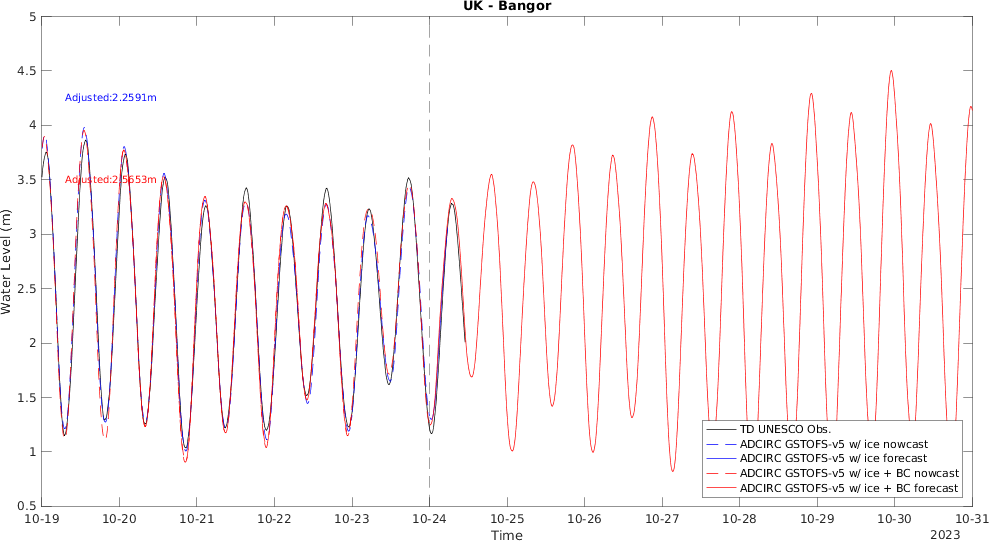 UK - Bangor
5
4.5
4
3.5
3
2.5
2
1.5
1
0.5
Water Level (m)
Adjusted:2.2591m
Adjusted:2.5653m
TD UNESCO Obs.
ADCIRC GSTOFS-v5 w/ ice nowcast
ADCIRC GSTOFS-v5 w/ ice forecast
ADCIRC GSTOFS-v5 w/ ice + BC nowcast
ADCIRC GSTOFS-v5 w/ ice + BC forecast
10-19 10-20 10-21 10-22 10-23 10-24 10-25 10-26 10-27 10-28 10-29 10-30 10-31
Time
2023